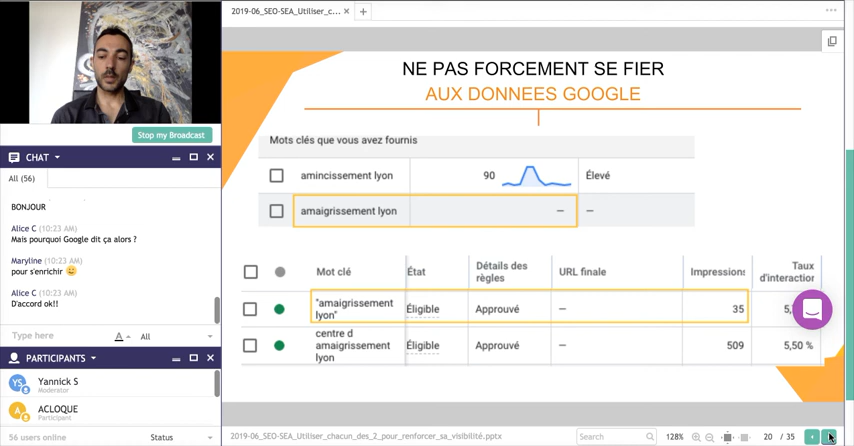 2019-06_SEO-SEA_Utiliser_c...
Stop my Broadcast
CHAT
All (56)
BONJOUR
Alice C (10:23 AM)
Mais pourquoi Google dit ça alors ?
Maryline (10:23 AM)
pour s'enrichir
Alice C (10:23 AM)
D'accord ok!!
Type here
A
All
PARTICIPANTS
YS
Yannick S
Moderator
A
ACLOQUE
Participant
56 users online
Status
NE PAS FORCEMENT SE FIER
AUX DONNEES GOOGLE
Mots clés que vous avez fournis
amincissement lyon 90 Élevé
amaigrissement lyon — —
Mot clé État Détails des règles URL finale Impressions Taux d'interaction
"amaigrissement lyon" Éligible Approuvé — 35 5,
centre d amaigrissement lyon Éligible Approuvé — 509 5,50 %
2019-06_SEO-SEA_Utiliser_chacun_des_2_pour_renforcer_sa_visibilité.pptx
Search
128%
20 / 35